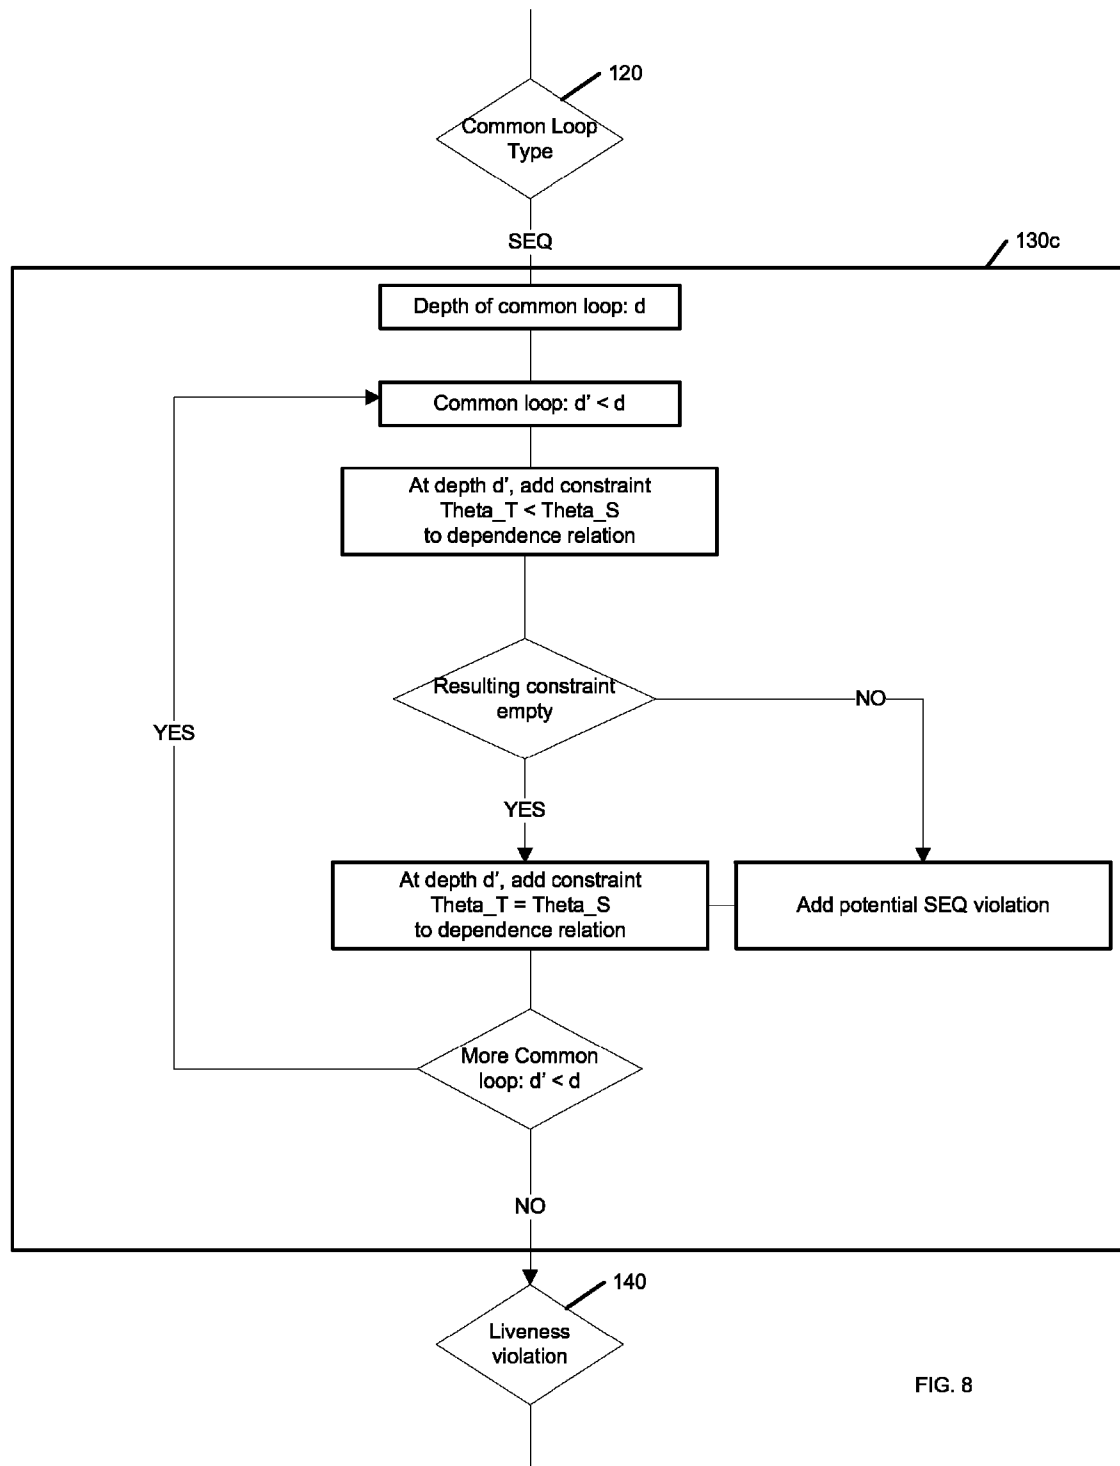 120
Common Loop
Type
SEQ
130c
Depth of common loop: d
Common loop: d' < d
At depth d', add constraint
Theta_T < Theta_S
to dependence relation
Resulting constraint
empty
NO
YES
YES
At depth d', add constraint
Theta_T = Theta_S
to dependence relation
Add potential SEQ violation
More Common
loop: d' < d
NO
140
Liveness
violation
FIG. 8